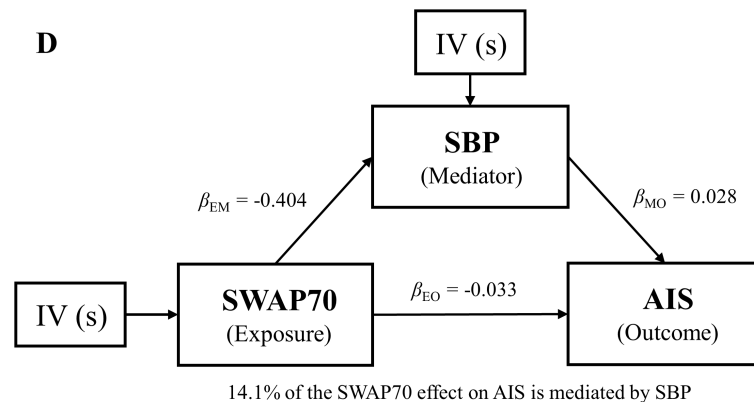 D
IV (s)
SBP
(Mediator)
βEM = -0.404
βMO = 0.028
IV (s)
SWAP70
(Exposure)
βEO = -0.033
AIS
(Outcome)
14.1% of the SWAP70 effect on AIS is mediated by SBP